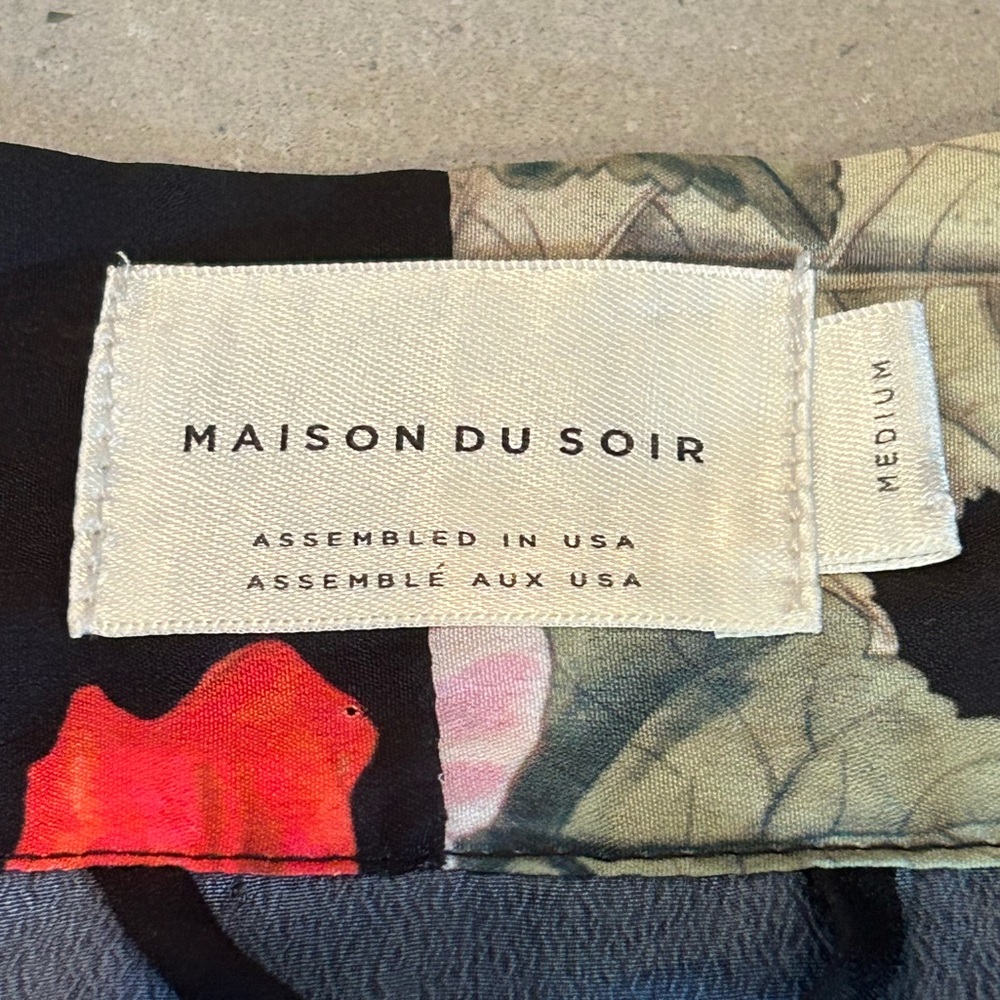 MAISON DU SOIR
ASSEMBLED IN USA
ASSEMBLÉ AUX USA
MEDIUM